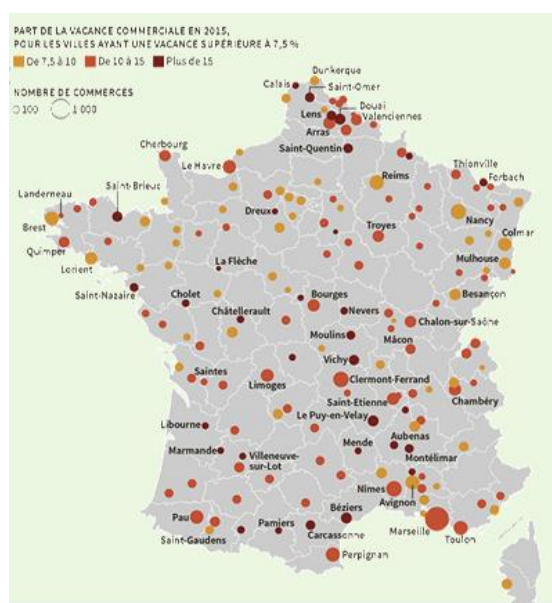 PART DE LA VACANCE COMMERCIALE EN 2015,
POUR LES VILLES AYANT UNE VACANCE SUPÉRIEURE À 7,5 %
De 7,5 à 10 De 10 à 15 Plus de 15
NOMBRE DE COMMERCES
100 1 000
Dunkerque
Calais Saint-Omer
Douai
Lens Valenciennes
Arras
Saint-Quentin
Cherbourg
Le Havre Reims Thionville
Forbach
Landerneau Saint-Brieuc
Dreux
Brest Troyes Nancy
Colmar
Quimper
Lorient La Flèche Mulhouse
Saint-Nazaire Besançon
Cholet Bourges
Châtellerault Nevers
Chalon-sur-Saône
Moulins Mâcon
Vichy
Saintes
Limoges Clermont-Ferrand
Chambéry
Saint-Etienne
Le Puy-en-Velay
Libourne
Aubenas
Marmande Mende
Montélimar
Villeneuve-
sur-Lot
Nîmes
Avignon
Pau Béziers
Pamiers Marseille
Saint-Gaudens Carcassonne Toulon
Perpignan